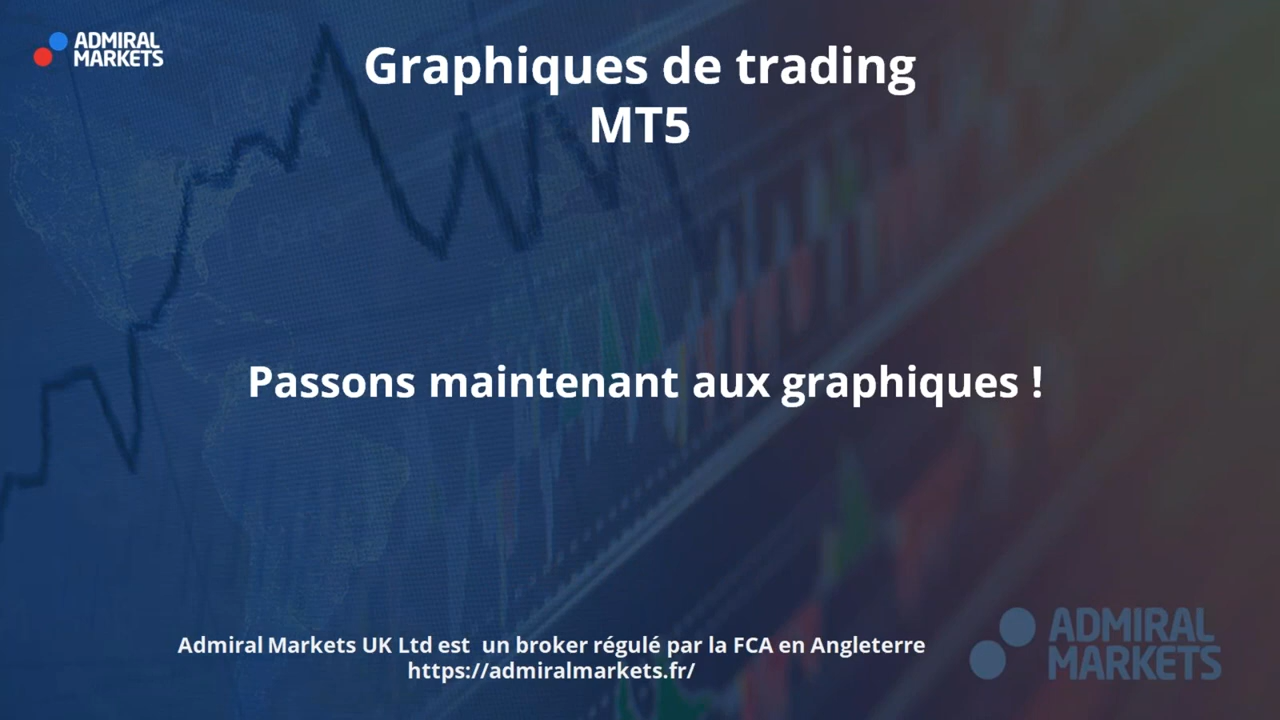 ADMIRAL
MARKETS
Graphiques de trading
MT5
Passons maintenant aux graphiques !
Admiral Markets UK Ltd est  un broker régulé par la FCA en Angleterre
https://admiralmarkets.fr/
ADMIRAL
MARKETS